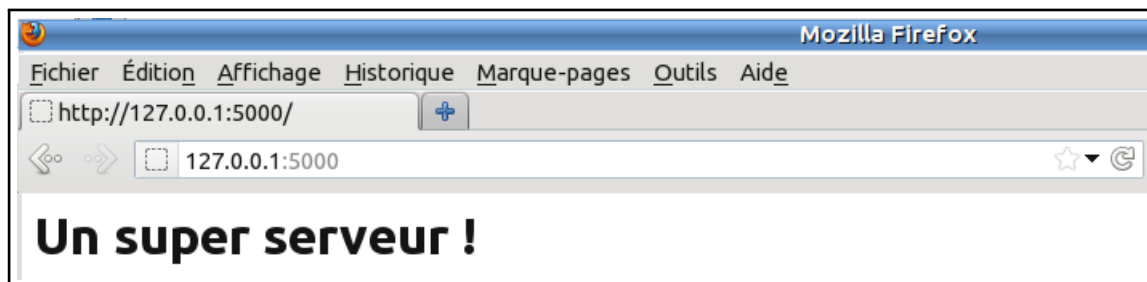 Mozilla Firefox
Fichier Édition Affichage Historique Marque-pages Outils Aide
http://127.0.0.1:5000/
127.0.0.1:5000
Un super serveur !